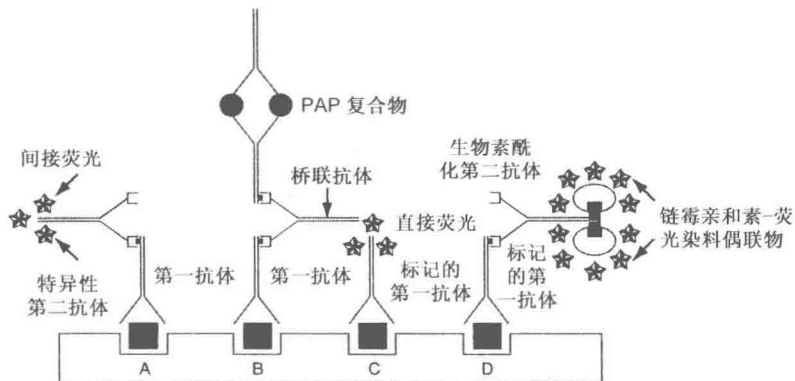 PAP 复合物
间接荧光
生物素酰
化第二抗体
桥联抗体
直接荧光
链霉亲和素-荧
光染料偶联物
特异性
第二抗体
第一抗体
第一抗体
标记的
第一抗体
标记
的第
一抗体
A
B
C
D